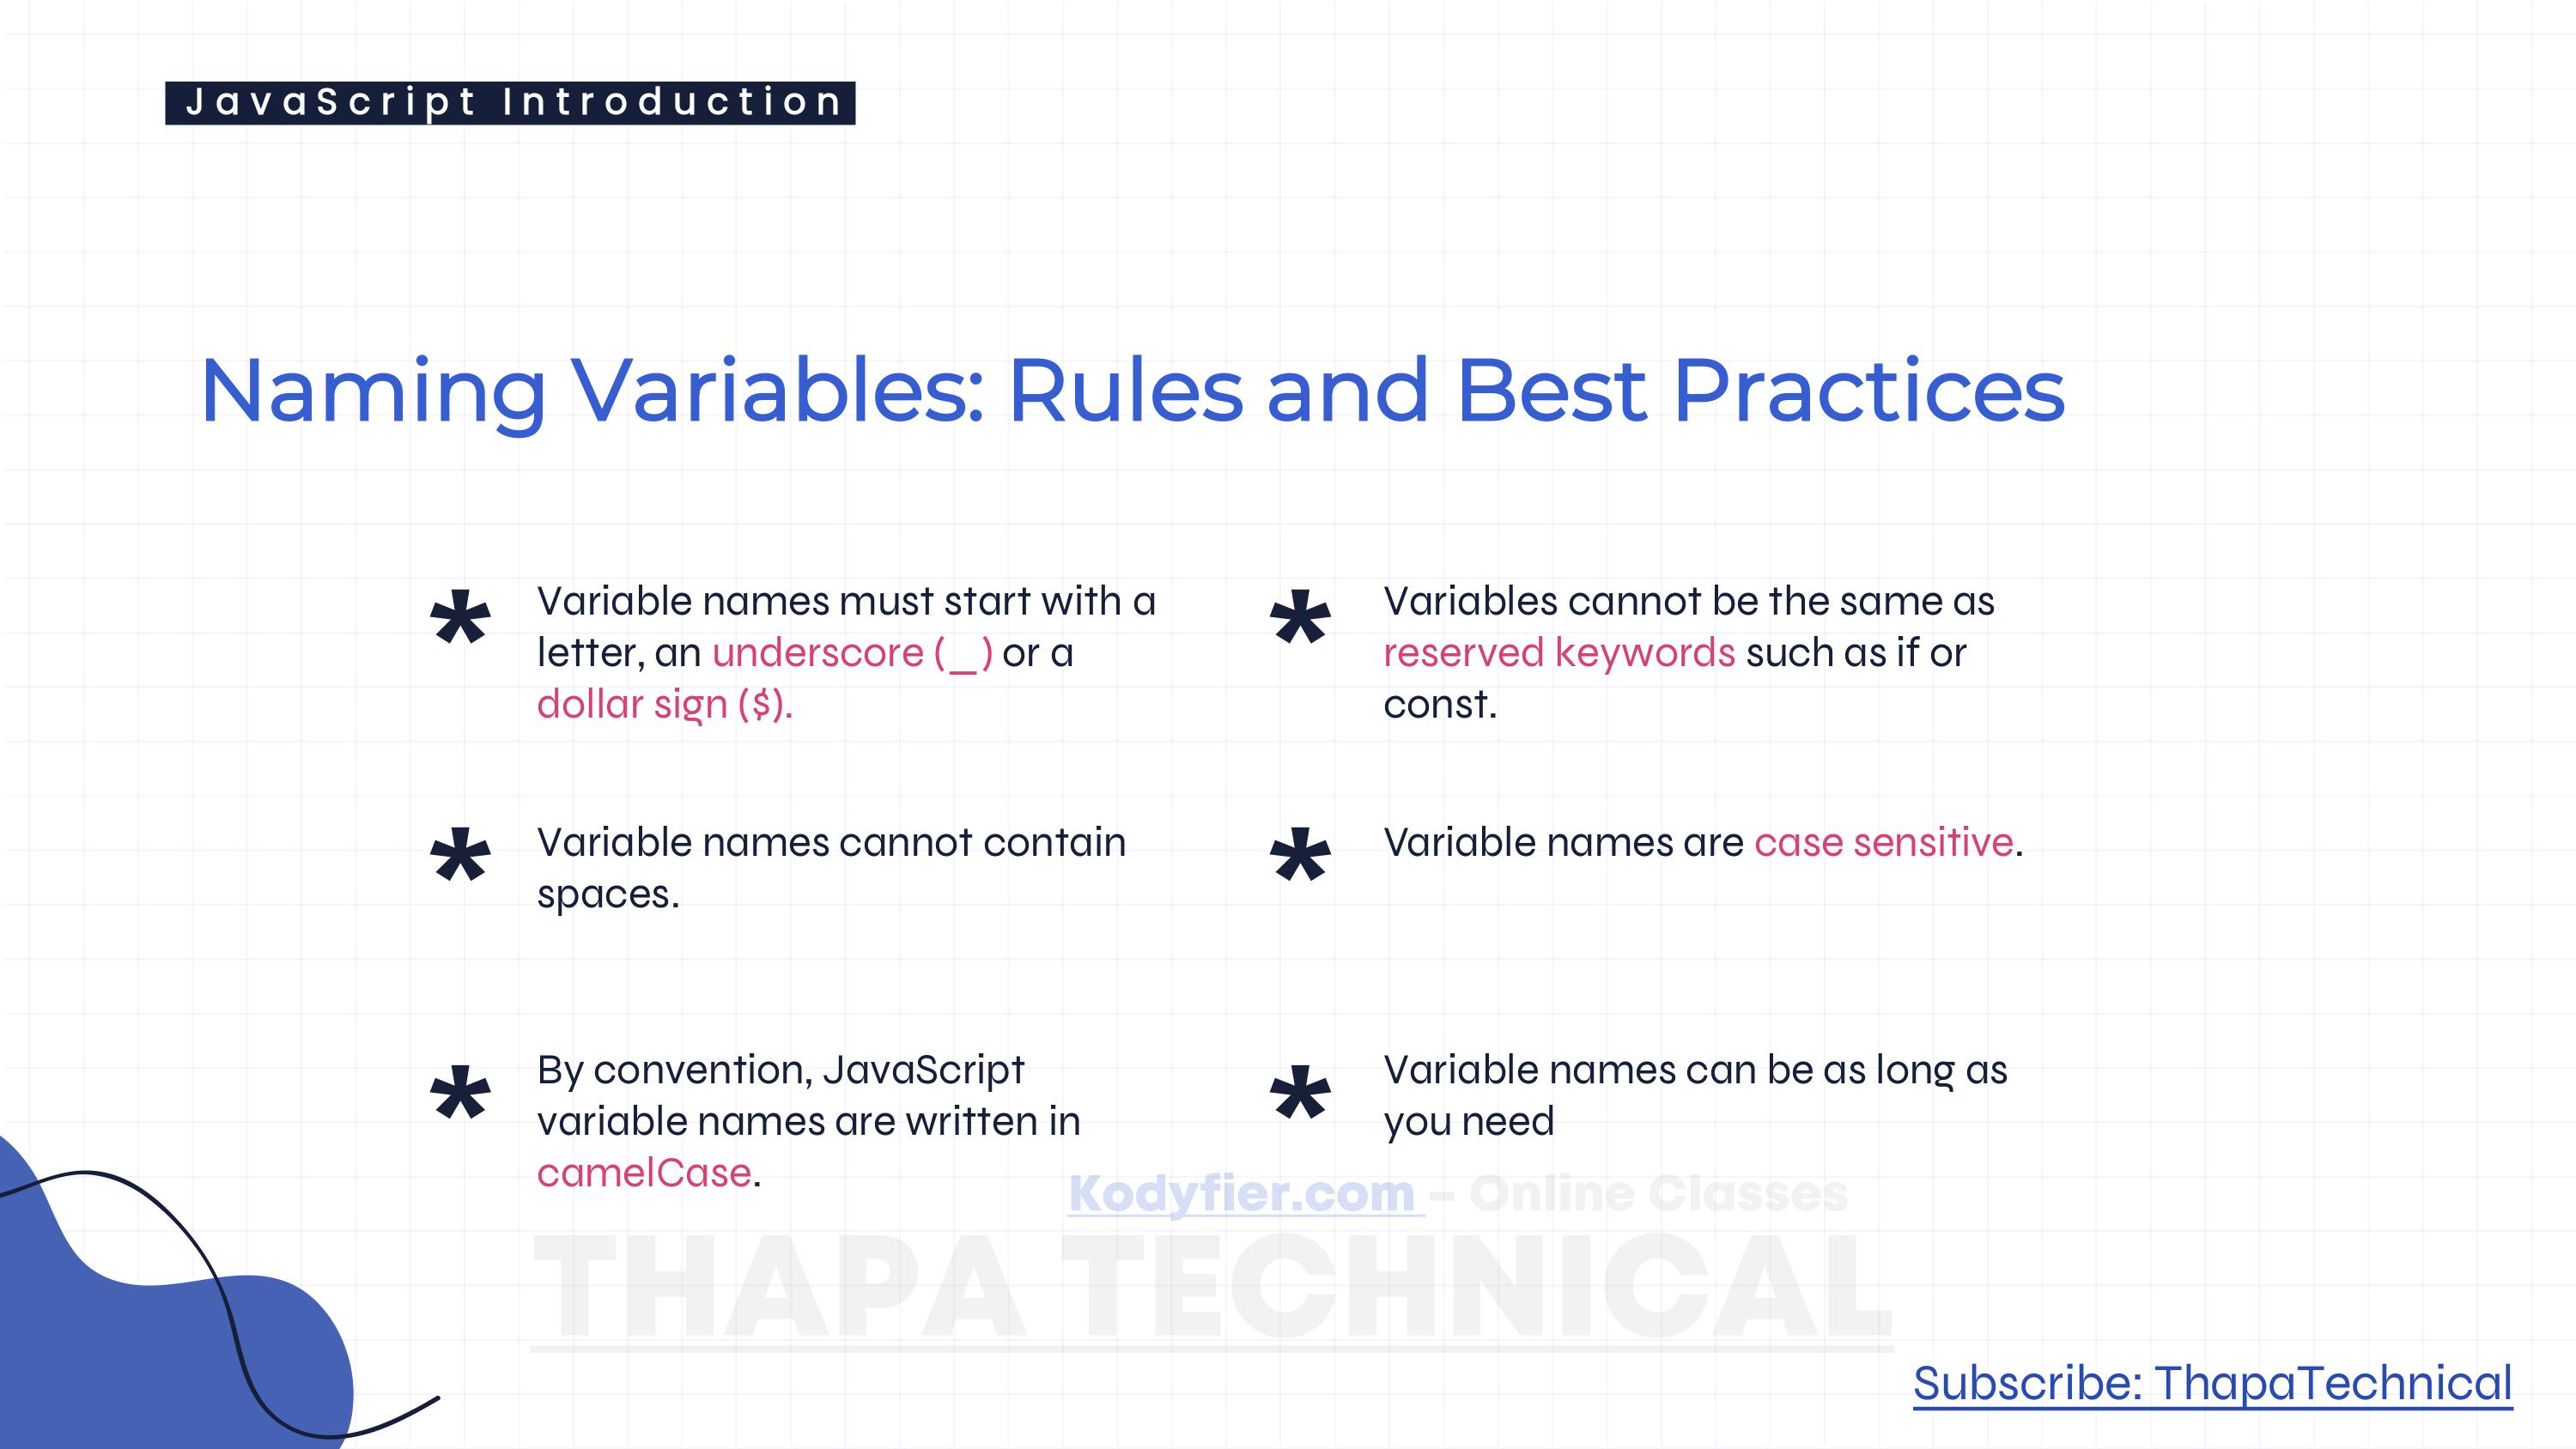 JavaScript Introduction
Naming Variables: Rules and Best Practices
* Variable names must start with a
letter, an underscore (_) or a
dollar sign ($).
* Variables cannot be the same as
reserved keywords such as if or
const.
* Variable names cannot contain
spaces.
* Variable names are case sensitive.
* By convention, JavaScript
variable names are written in
camelCase.
* Variable names can be as long as
you need
Kodyfier.com - Online Classes
THAPA TECHNICAL
Subscribe: ThapaTechnical